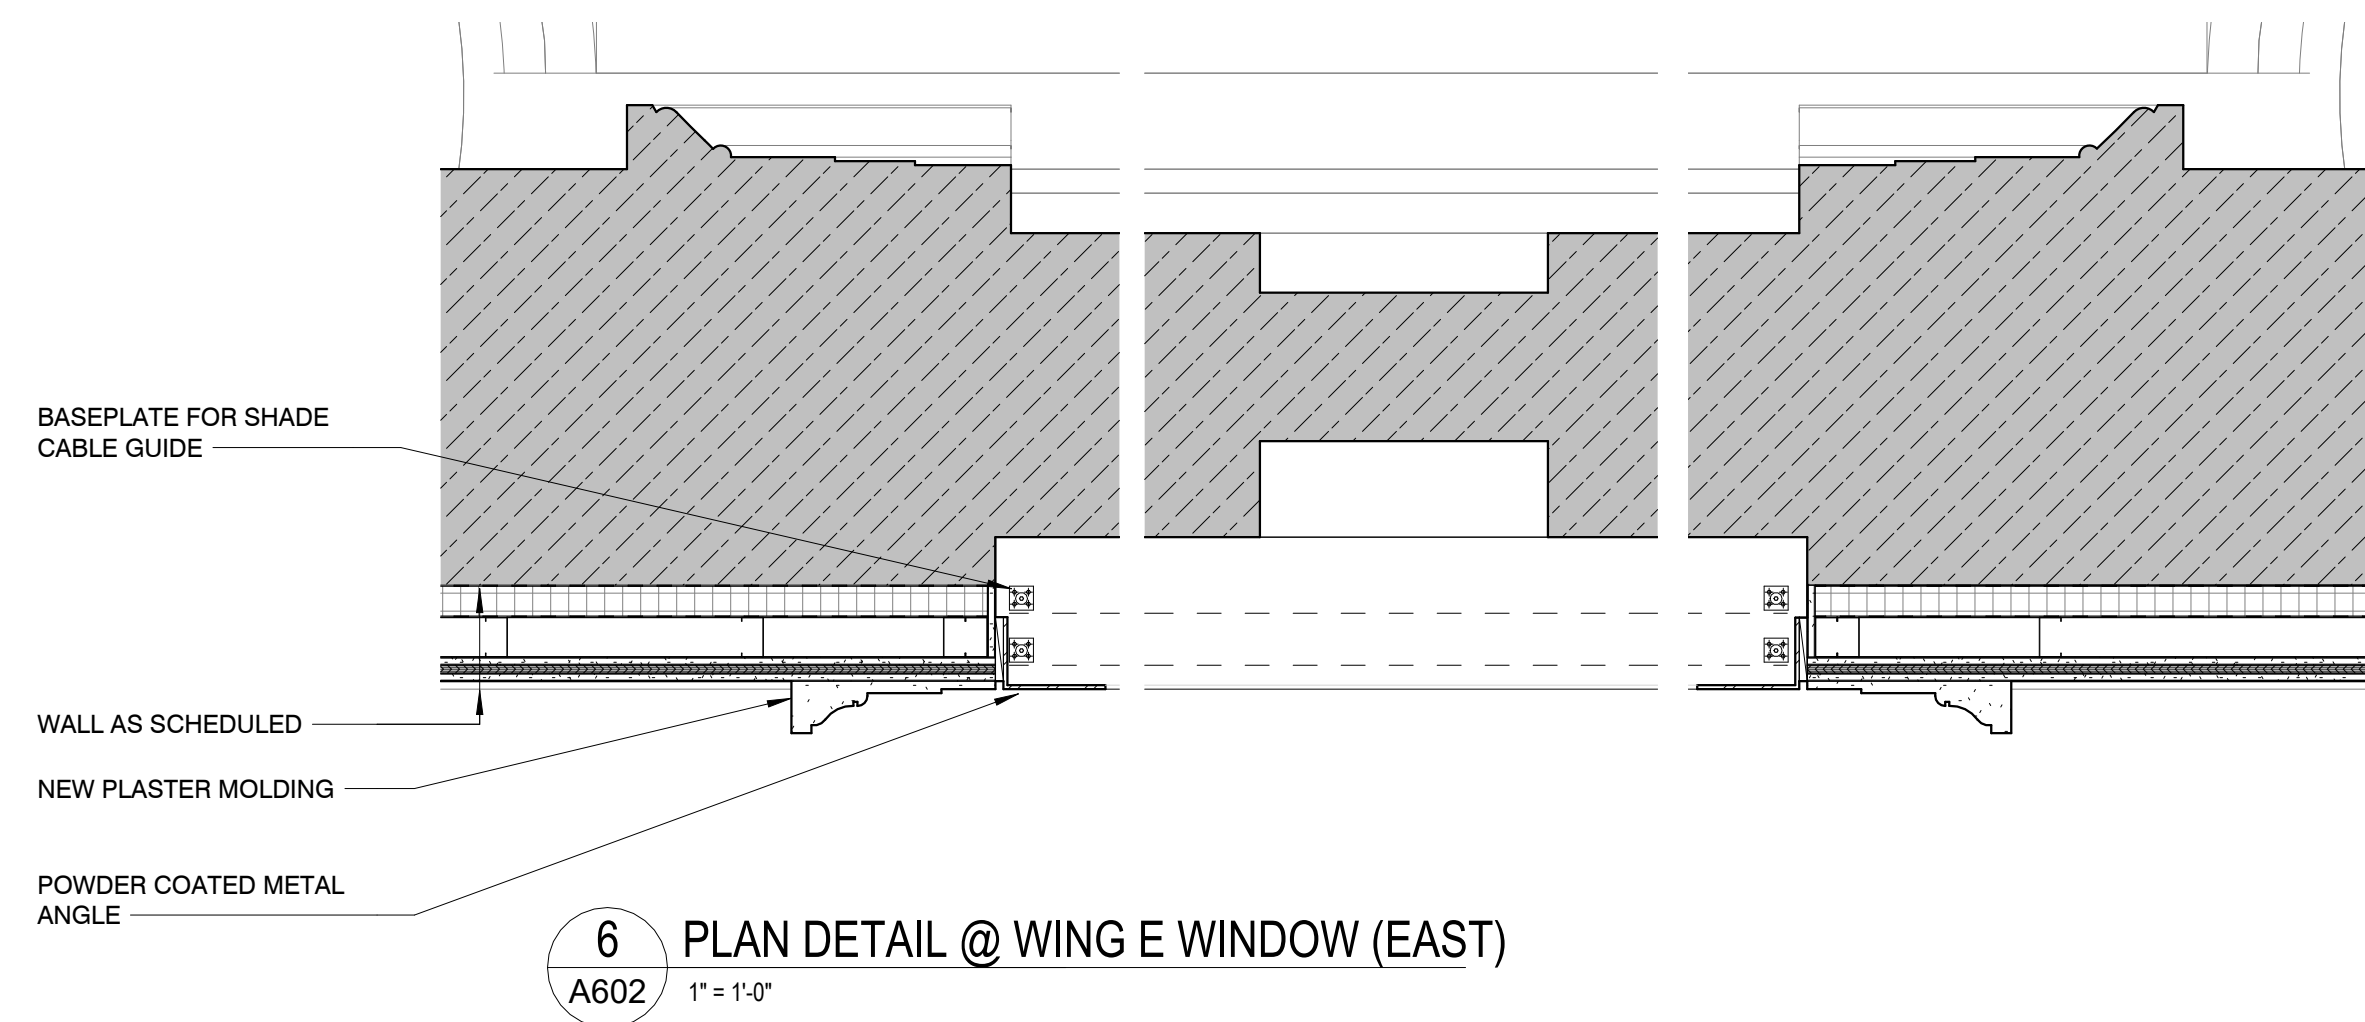 BASEPLATE FOR SHADE
CABLE GUIDE
WALL AS SCHEDULED
NEW PLASTER MOLDING
POWDER COATED METAL
ANGLE
6
PLAN DETAIL @ WING E WINDOW (EAST)
A602
1" = 1'-0"